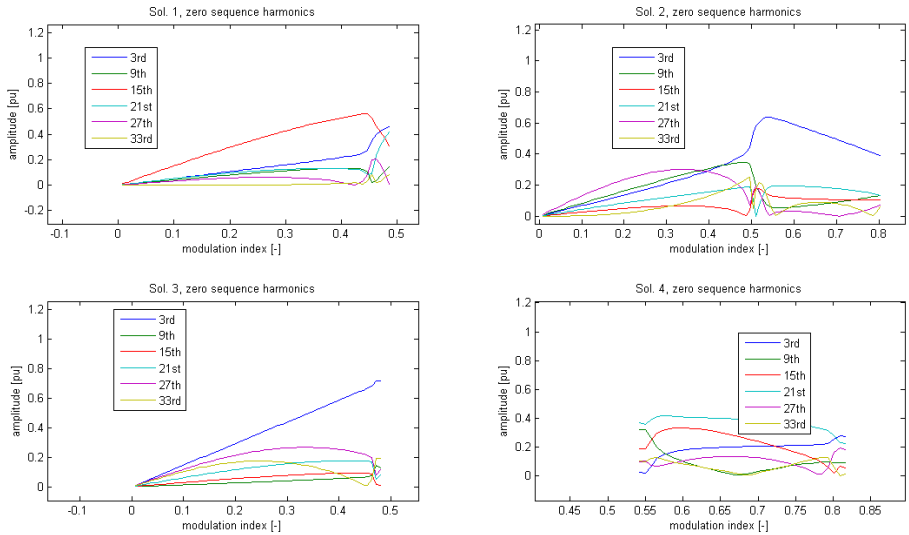 Sol. 1, zero sequence harmonics
1.2
1
0.8
0.6
0.4
0.2
0
-0.2
amplitude [pu]
3rd
9th
15th
21st
27th
33rd
-0.1 0 0.1 0.2 0.3 0.4 0.5
modulation index [-]
Sol. 2, zero sequence harmonics
1.2
1
0.8
0.6
0.4
0.2
0
amplitude [pu]
3rd
9th
15th
21st
27th
33rd
0 0.1 0.2 0.3 0.4 0.5 0.6 0.7 0.8
modulation index [-]
Sol. 3, zero sequence harmonics
1.2
1
0.8
0.6
0.4
0.2
0
amplitude [pu]
3rd
9th
15th
21st
27th
33rd
-0.1 0 0.1 0.2 0.3 0.4 0.5
modulation index [-]
Sol. 4, zero sequence harmonics
1.2
1
0.8
0.6
0.4
0.2
0
amplitude [pu]
3rd
9th
15th
21st
27th
33rd
0.45 0.5 0.55 0.6 0.65 0.7 0.75 0.8 0.85
modulation index [-]